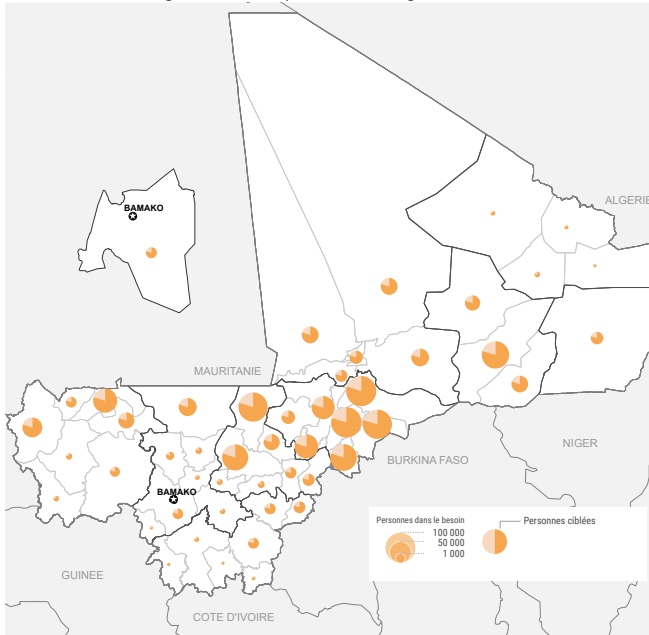 BAMAKO
ALGERIE
MAURITANIE
NIGER
BURKINA FASO
BAMAKO
Personnes dans le besoin
100 000
50 000
1 000
Personnes ciblées
GUINEE
COTE D'IVOIRE